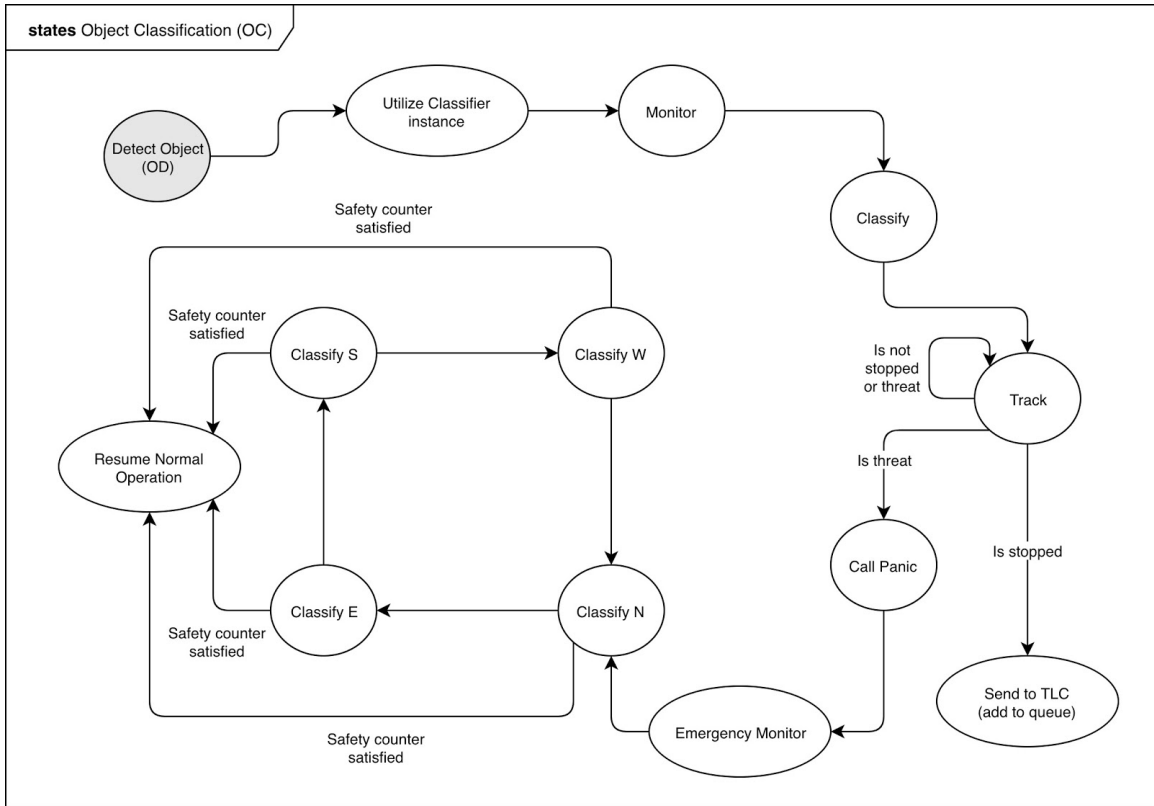 states Object Classification (OC)
Utilize Classifier
instance
Monitor
Detect Object
(OD)
Classify
Safety counter
satisfied
Safety counter
satisfied
Classify S
Classify W
Is not
stopped
or threat
Track
Resume Normal
Operation
Is threat
Is stopped
Call Panic
Classify E
Classify N
Safety counter
satisfied
Send to TLC
(add to queue)
Emergency Monitor
Safety counter
satisfied